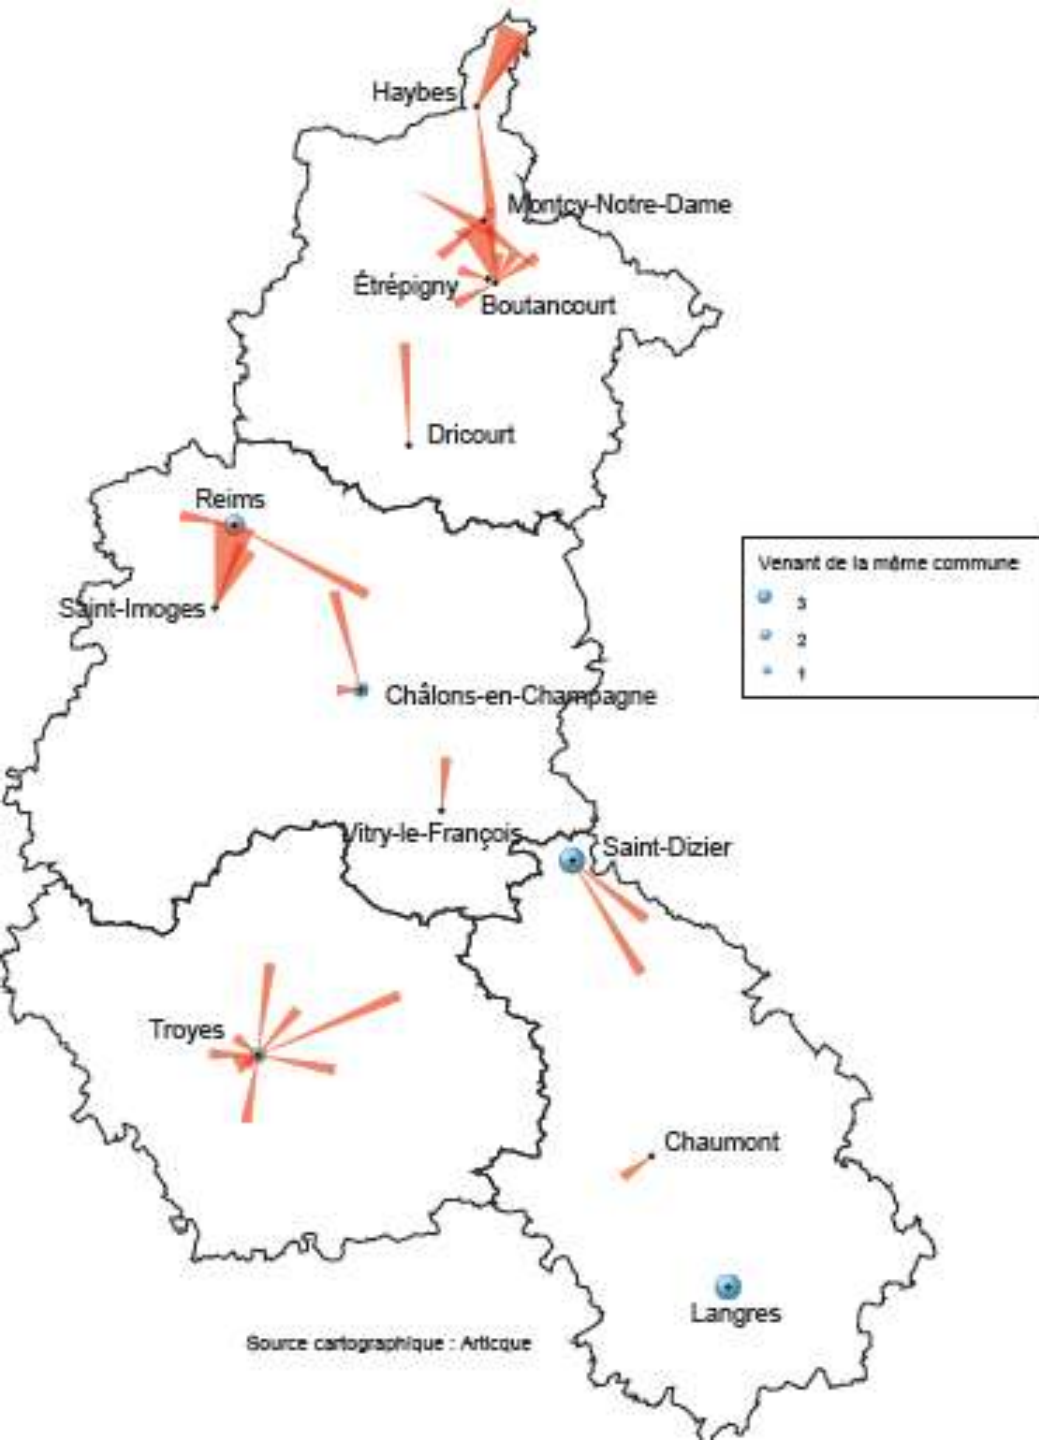 Haybes
Montcy-Notre-Dame
Étrépigny
Boutancourt
Dricourt
Reims
Venant de la même commune
3
2
1
Saint-Imoges
Châlons-en-Champagne
Vitry-le-François
Saint-Dizier
Troyes
Chaumont
Langres
Source cartographique : Articque